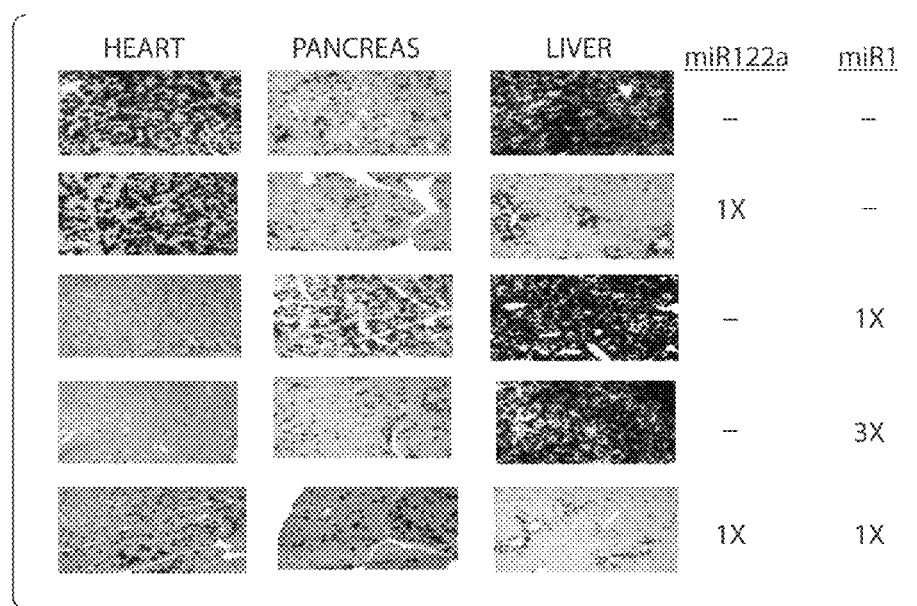 HEART PANCREAS LIVER miR122a miR1
-- --
1X --
-- 1X
-- 3X
1X 1X